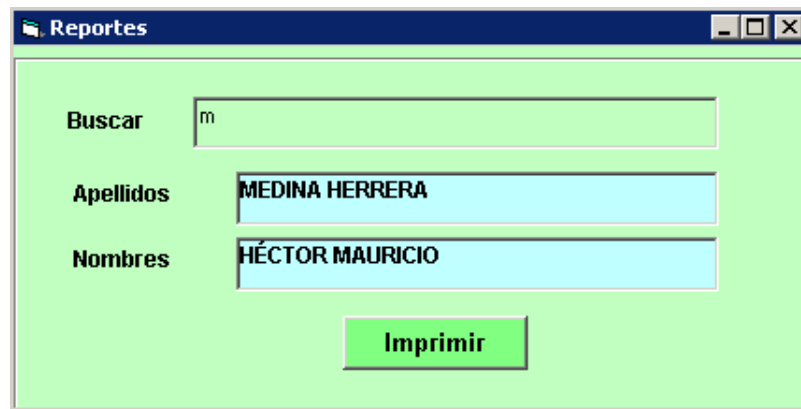 Reportes
Buscar m
Apellidos MEDINA HERRERA
Nombres HÉCTOR MAURICIO
Imprimir